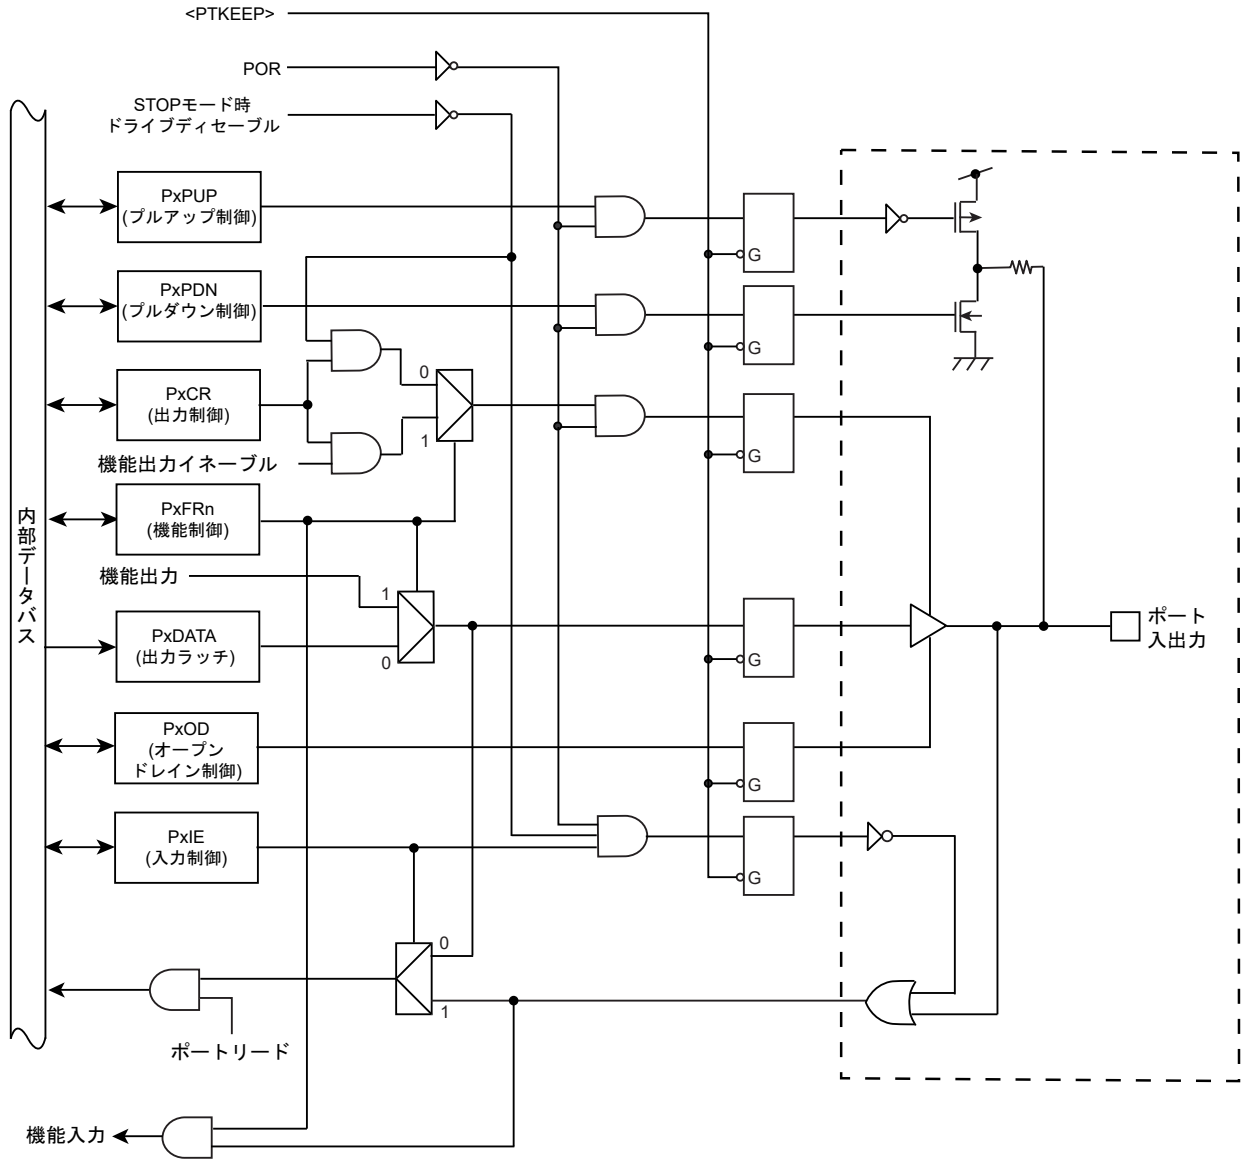 <PTKEEP>
POR
STOPモード時
ドライブディセーブル
PxPUP
(プルアップ制御)
G
PxPDN
(プルダウン制御)
G
PxCR
(出力制御)
0
1
G
機能出力イネーブル
PxFRn
(機能制御)
内部データバス
機能出力
1
0
PxDATA
(出力ラッチ)
G
ポート
入出力
PxOD
(オープン
ドレイン制御)
G
PxIE
(入力制御)
G
0
1
ポートリード
機能入力